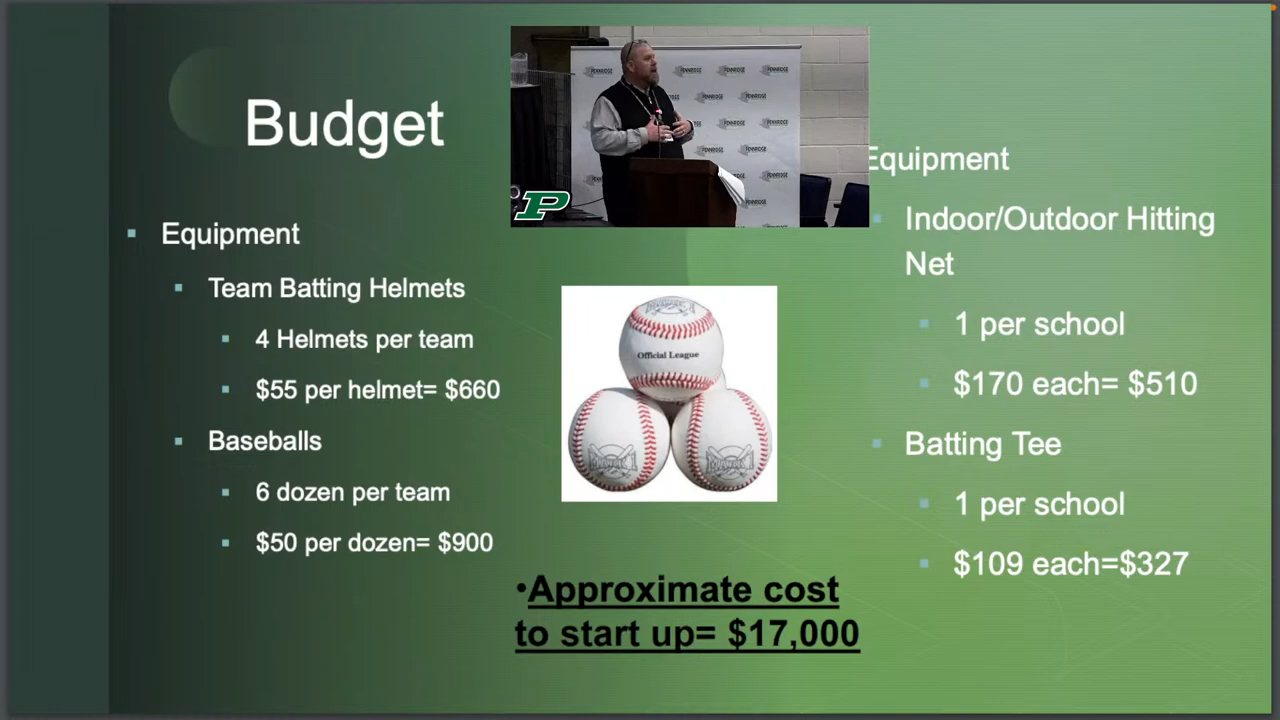 Budget
Equipment
Team Batting Helmets
4 Helmets per team
$55 per helmet= $660
Baseballs
6 dozen per team
$50 per dozen= $900
PENNRIDGE
P
Official League
Approximate cost
to start up= $17,000
Equipment
Indoor/Outdoor Hitting
Net
1 per school
$170 each= $510
Batting Tee
1 per school
$109 each=$327